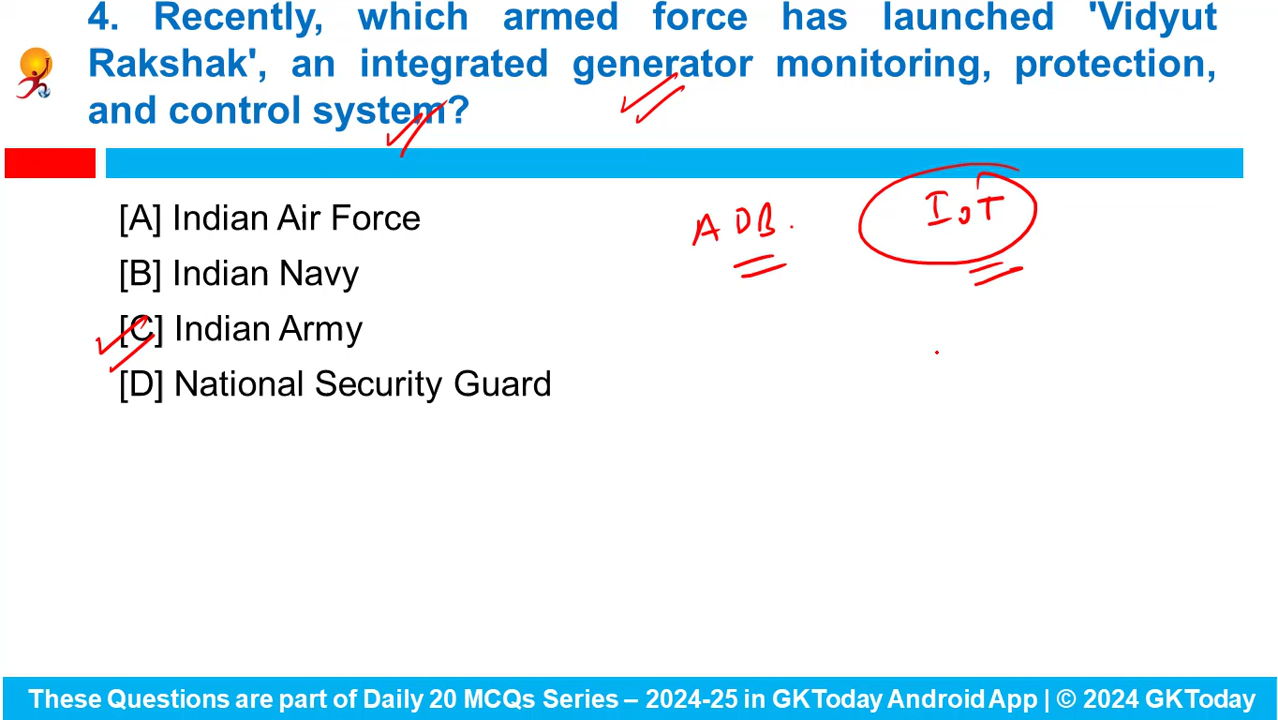 4. Recently, which armed force has launched 'Vidyut
Rakshak', an integrated generator monitoring, protection,
and control system?
[A] Indian Air Force
ADB.
IoT
[B] Indian Navy
[C] Indian Army
[D] National Security Guard
These Questions are part of Daily 20 MCQs Series – 2024-25 in GKToday Android App | © 2024 GKToday